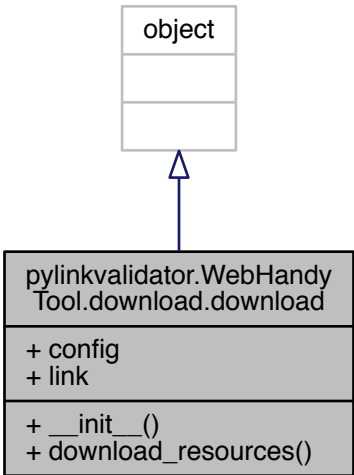 object
pylinkvalidator.WebHandy
Tool.download.download
+ config
+ link
+ __init__()
+ download_resources()